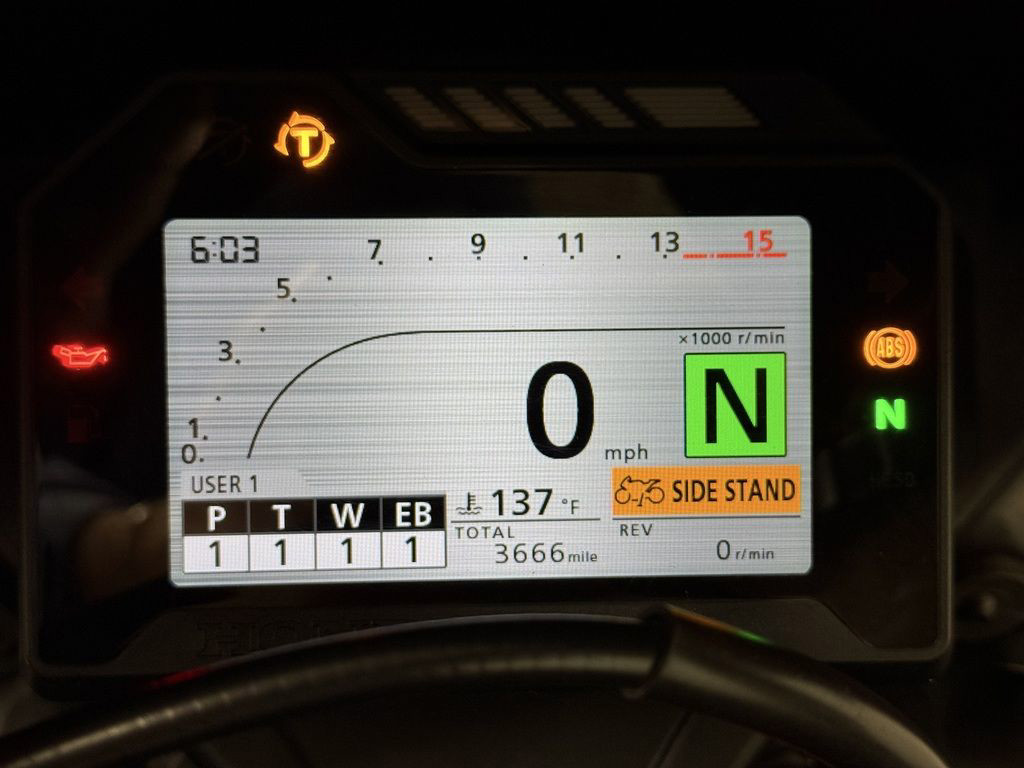 T
6:03
7
9
11
13
15
5
3
1
0
×1000 r/min
ABS
N
0 mph
N
USER 1
SIDE STAND
P T W EB
1 1 1 1
137 °F
TOTAL
3666 mile
REV
0 r/min